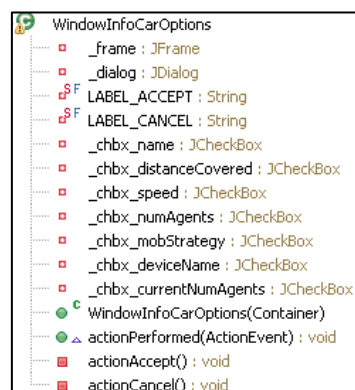 WindowInfoCarOptions
_frame : JFrame
_dialog : JDialog
S F LABEL_ACCEPT : String
S F LABEL_CANCEL : String
_chbx_name : JCheckBox
_chbx_distanceCovered : JCheckBox
_chbx_speed : JCheckBox
_chbx_numAgents : JCheckBox
_chbx_mobStrategy : JCheckBox
_chbx_deviceName : JCheckBox
_chbx_currentNumAgents : JCheckBox
C WindowInfoCarOptions(Container)
actionPerformed(ActionEvent) : void
actionAccept() : void
actionCancel() : void